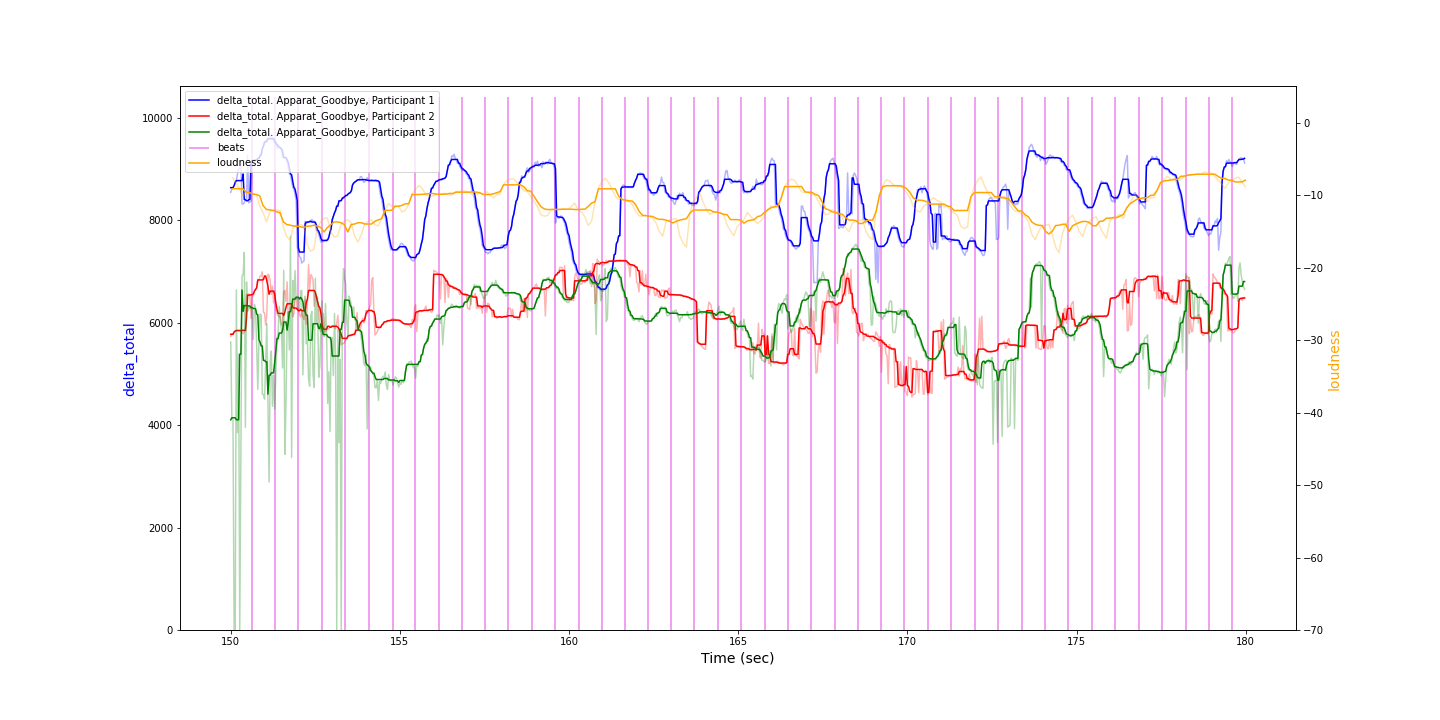 delta_total. Apparat_Goodbye, Participant 1
delta_total. Apparat_Goodbye, Participant 2
delta_total. Apparat_Goodbye, Participant 3
beats
loudness
10000
8000
6000
4000
2000
0
delta_total
0
−10
−20
−30
−40
−50
−60
−70
loudness
150
155
160
165
170
175
180
Time (sec)